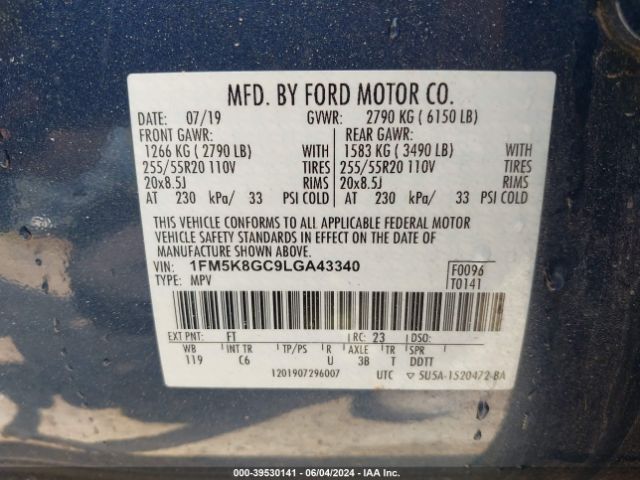 MFD. BY FORD MOTOR CO.
DATE: 07/19 GVWR: 2790 KG ( 6150 LB)
FRONT GAWR: REAR GAWR:
1266 KG ( 2790 LB) WITH 1583 KG ( 3490 LB) WITH
255/55R20 110V TIRES 255/55R20 110V TIRES
20x8.5J RIMS 20x8.5J RIMS
AT 230 kPa/ 33 PSI COLD AT 230 kPa/ 33 PSI COLD
THIS VEHICLE CONFORMS TO ALL APPLICABLE FEDERAL MOTOR
VEHICLE SAFETY STANDARDS IN EFFECT ON THE DATE OF
MANUFACTURE SHOWN ABOVE.
VIN: 1FM5K8GC9LGA43340 F0096
TYPE: MPV T0141
EXT PNT: FT RC: 23 DSO:
WB INT TR TP/PS R AXLE TR SPR
119 C6 U 3B T DDTT
1201907296007 UTC ▽ 5U5A-1520472-BA
000-39530141 - 06/04/2024 - IAA Inc.